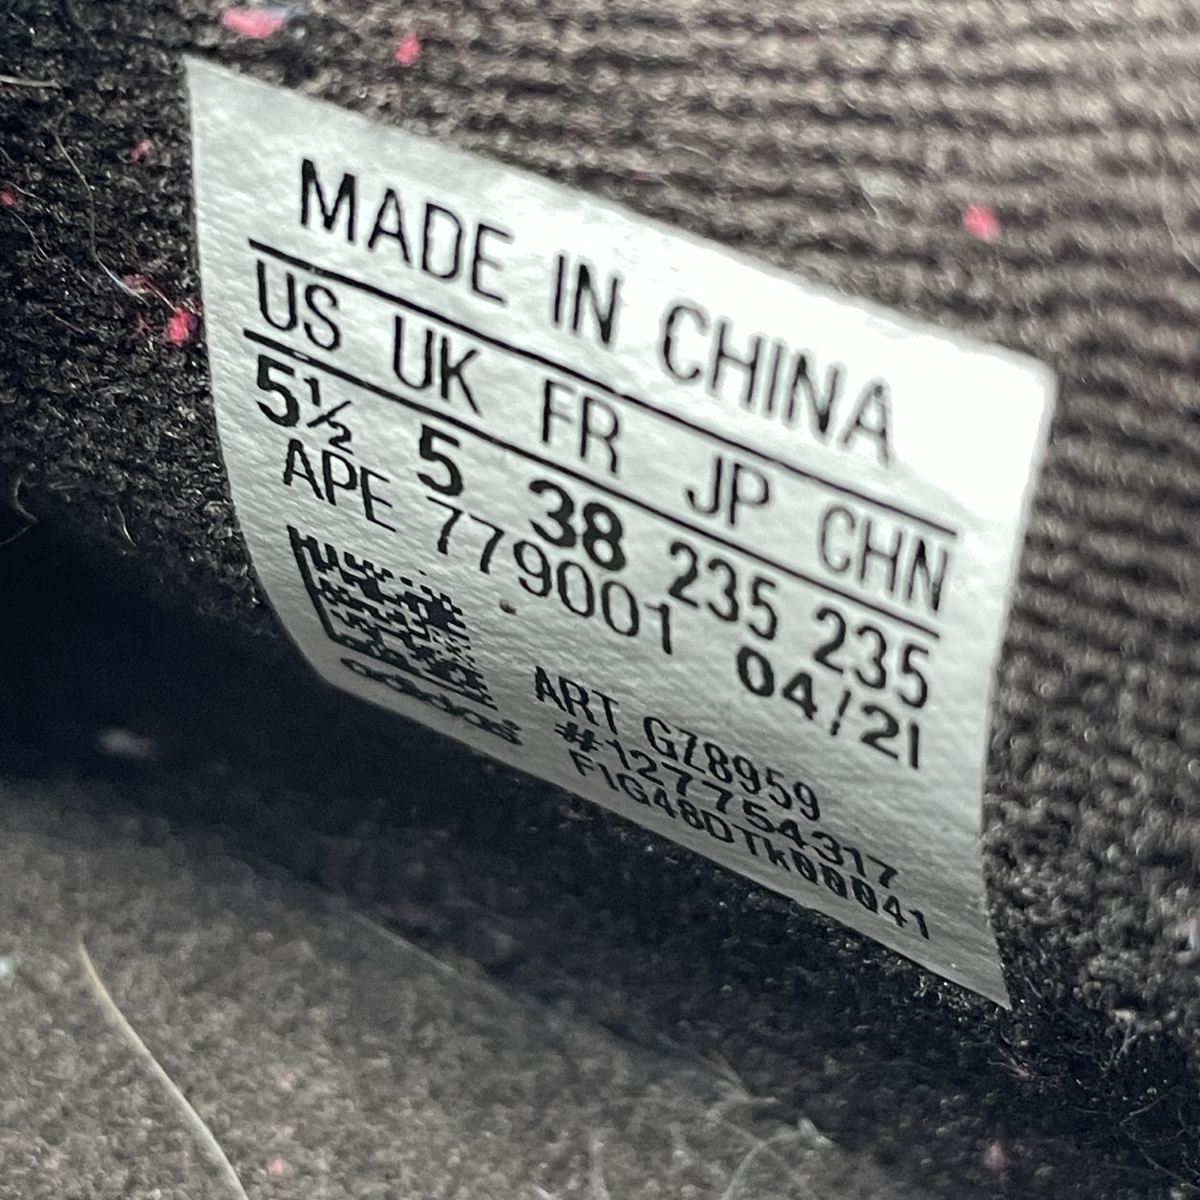 MADE IN CHINA
US UK FR JP CHN
5½ 5 38 235 235
APE 779001 04/21
ART GZ8959
#127754317
F1G48DTK00041
adidas